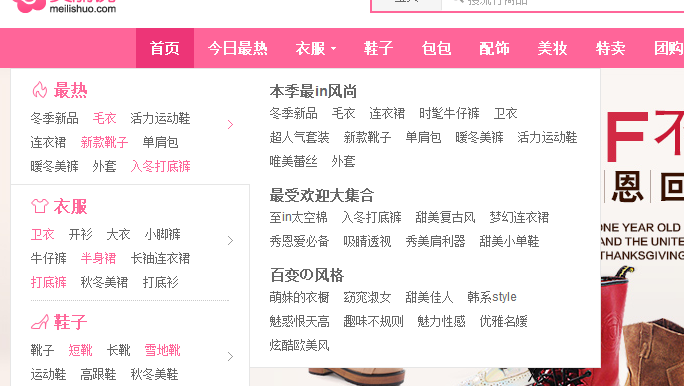 meilishuo.com
搜流行商品
首页 今日最热 衣服 鞋子 包包 配饰 美妆 特卖 团购
最热
冬季新品 毛衣 活力运动鞋
连衣裙 新款靴子 单肩包
暖冬美裤 外套 入冬打底裤
衣服
卫衣 开衫 大衣 小脚裤
牛仔裤 半身裙 长袖连衣裙
打底裤 秋冬美裙 打底衫
鞋子
靴子 短靴 长靴 雪地靴
运动鞋 高跟鞋 秋冬美鞋
本季最in风尚
冬季新品 毛衣 连衣裙 时髦牛仔裤 卫衣
超人气套装 新款靴子 单肩包 暖冬美裤 活力运动鞋
唯美蕾丝 外套
最受欢迎大集合
至in太空棉 入冬打底裤 甜美复古风 梦幻连衣裙
秀恩爱必备 吸睛透视 秀美肩利器 甜美小单鞋
百变の风格
萌妹的衣橱 窈窕淑女 甜美佳人 韩系style
魅惑恨天高 趣味不规则 魅力性感 优雅名媛
炫酷欧美风
F不
恩 回
ONE YEAR OLD
AND THE UNITE
THANKSGIVING